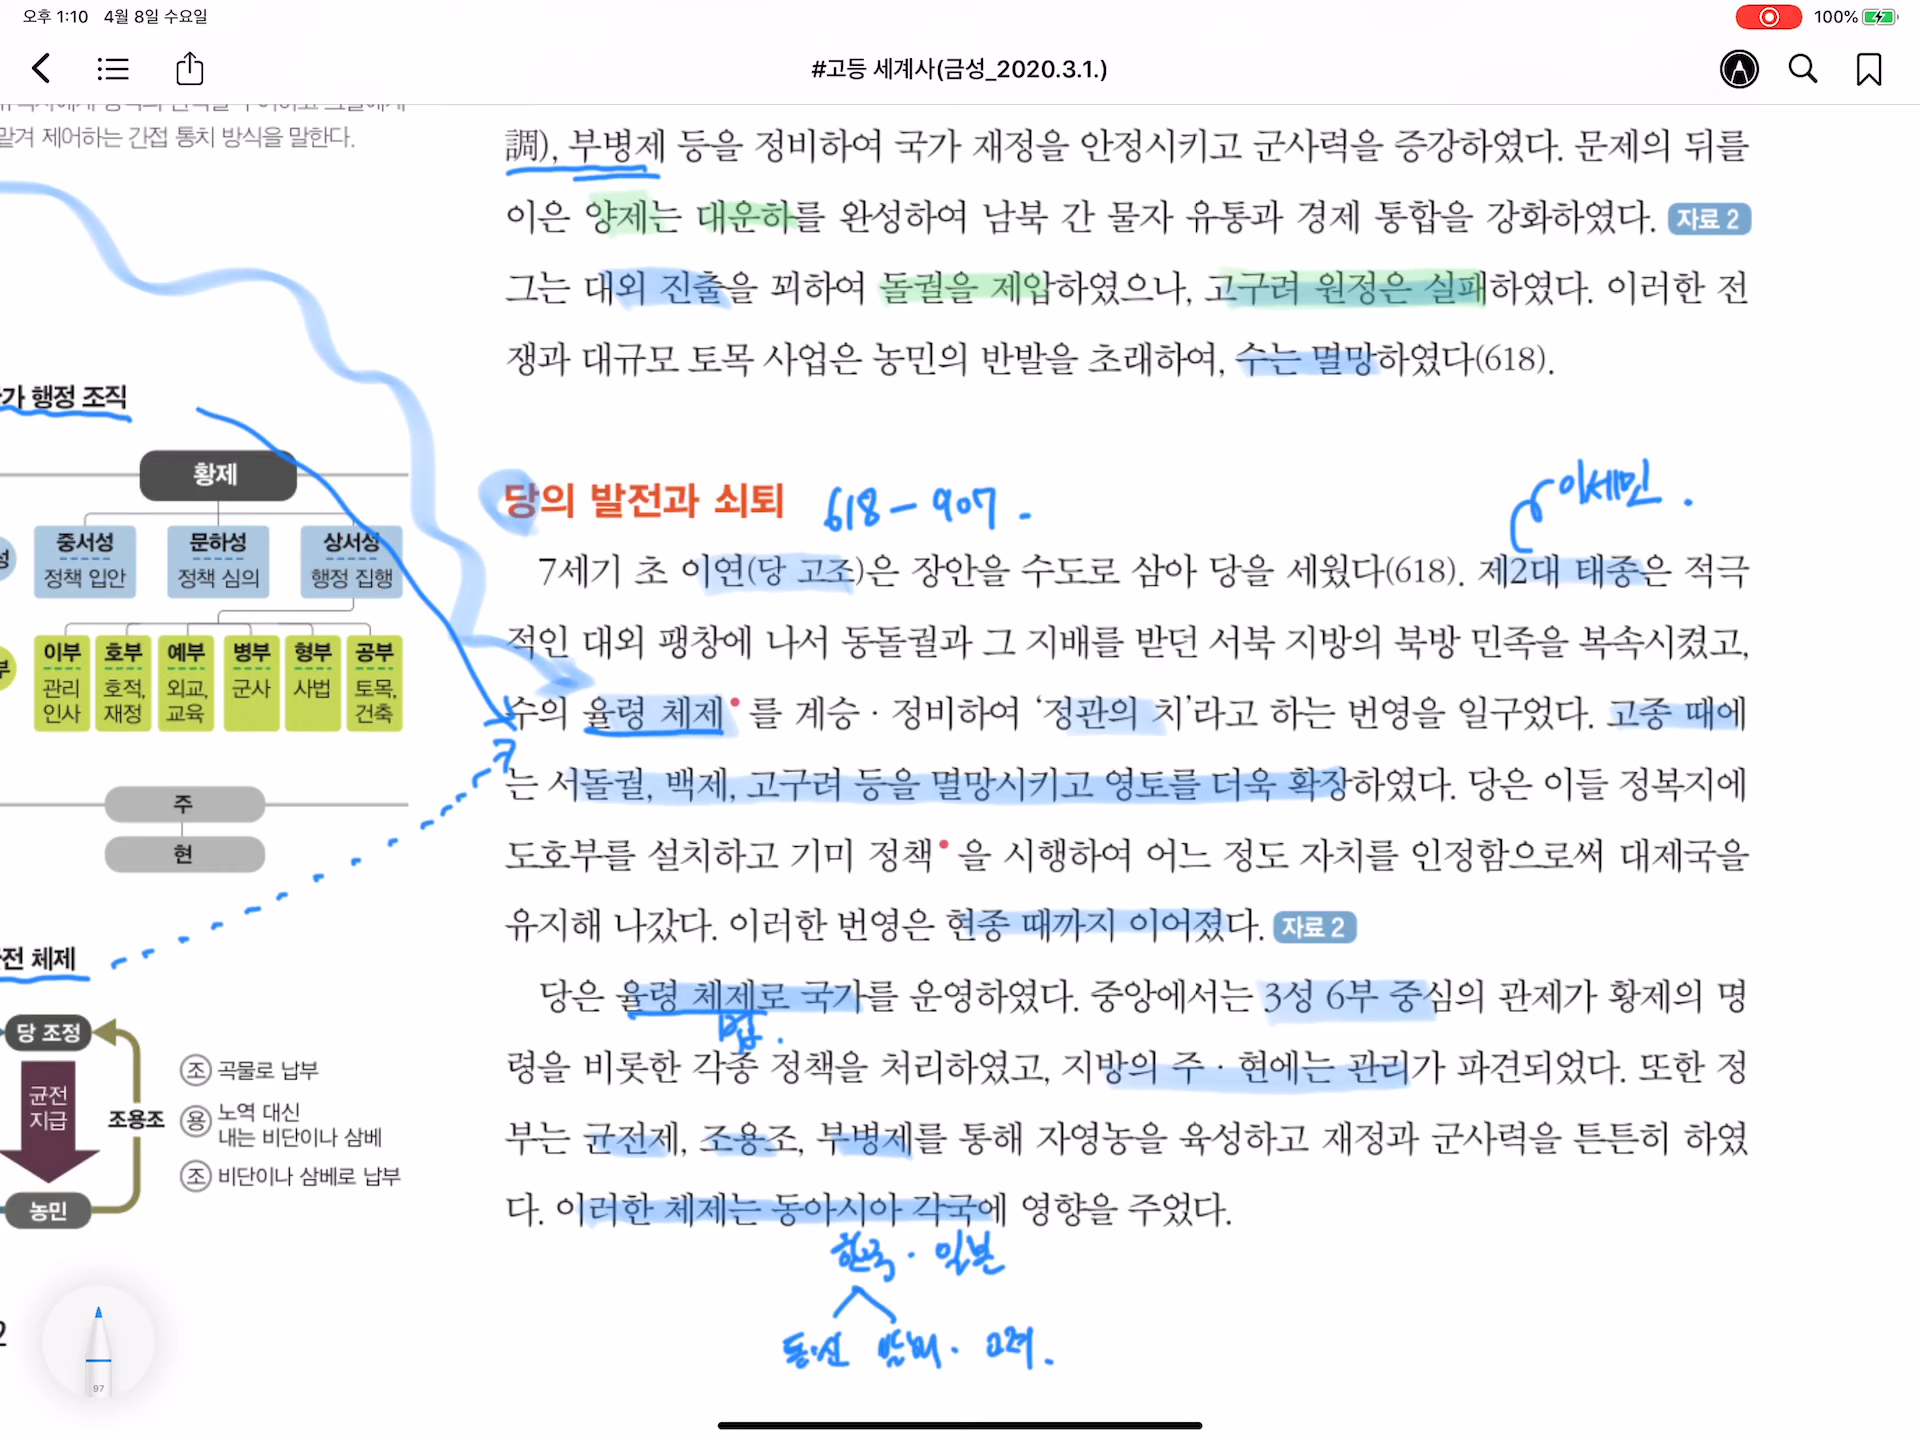 오후 1:10 4월 8일 수요일
100%
#고등 세계사(금성_2020.3.1.)
맡겨 제어하는 간접 통치 방식을 말한다.
가 행정 조직
황제
중서성
정책 입안
문하성
정책 심의
상서성
행정 집행
이부
관리
인사
호부
호적,
재정
예부
외교,
교육
병부
군사
형부
사법
공부
토목,
건축
주
현
전 체제
당 조정
균전
지급
조용조
농민
조 곡물로 납부
용 노역 대신
내는 비단이나 삼베
조 비단이나 삼베로 납부
97
調), 부병제 등을 정비하여 국가 재정을 안정시키고 군사력을 증강하였다. 문제의 뒤를
이은 양제는 대운하를 완성하여 남북 간 물자 유통과 경제 통합을 강화하였다. 자료 2
그는 대외 진출을 꾀하여 돌궐을 제압하였으나, 고구려 원정은 실패하였다. 이러한 전
쟁과 대규모 토목 사업은 농민의 반발을 초래하여, 수는 멸망하였다(618).
당의 발전과 쇠퇴 618 - 907.
이세민.
7세기 초 이연(당 고조)은 장안을 수도로 삼아 당을 세웠다(618). 제2대 태종은 적극
적인 대외 팽창에 나서 동돌궐과 그 지배를 받던 서북 지방의 북방 민족을 복속시켰고,
수의 율령 체제•를 계승·정비하여 ‘정관의 치’라고 하는 번영을 일구었다. 고종 때에
는 서돌궐, 백제, 고구려 등을 멸망시키고 영토를 더욱 확장하였다. 당은 이들 정복지에
도호부를 설치하고 기미 정책•을 시행하여 어느 정도 자치를 인정함으로써 대제국을
유지해 나갔다. 이러한 번영은 현종 때까지 이어졌다. 자료 2
당은 율령 체제로 국가를 운영하였다. 중앙에서는 3성 6부 중심의 관제가 황제의 명
법.
령을 비롯한 각종 정책을 처리하였고, 지방의 주·현에는 관리가 파견되었다. 또한 정
부는 균전제, 조용조, 부병제를 통해 자영농을 육성하고 재정과 군사력을 튼튼히 하였
다. 이러한 체제는 동아시아 각국에 영향을 주었다.
한국·일본
통·신 발해·고려.